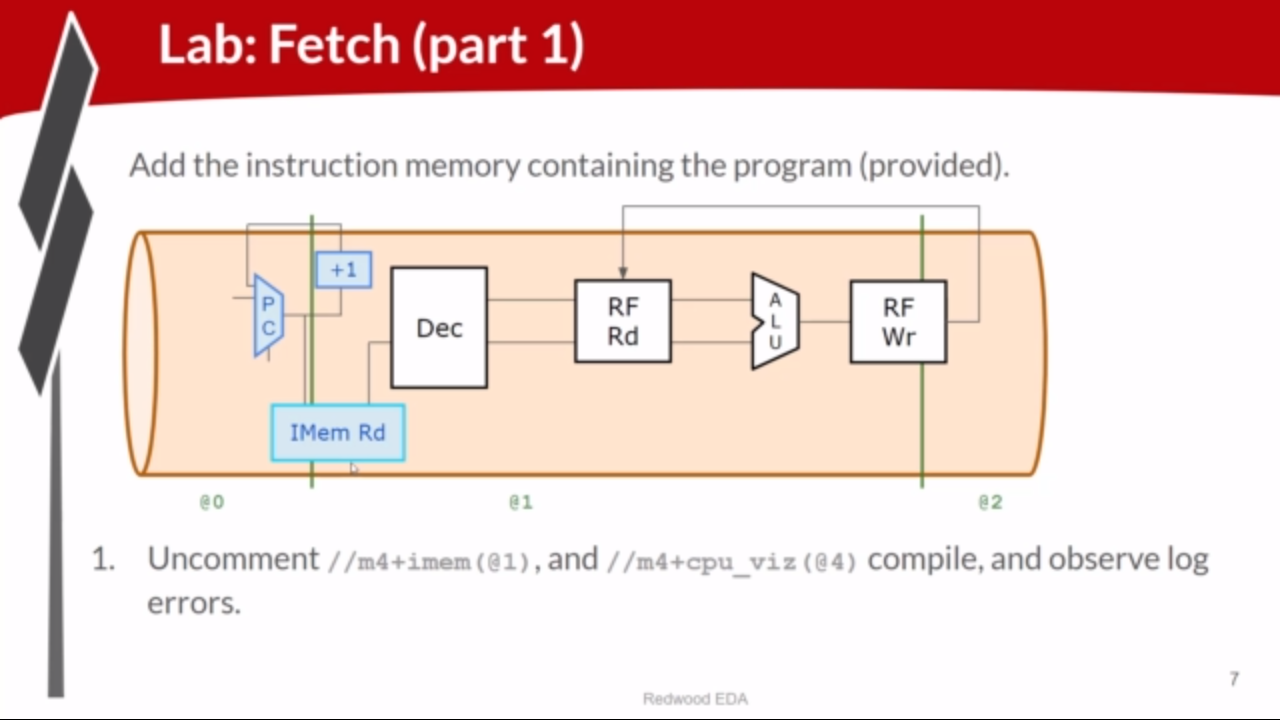 Lab: Fetch (part 1)
Add the instruction memory containing the program (provided).
+1
P
C
Dec
RF
Rd
A
L
U
RF
Wr
IMem Rd
@0
@1
@2
1. Uncomment //m4+imem(@1), and //m4+cpu_viz(@4) compile, and observe log
errors.
7
Redwood EDA